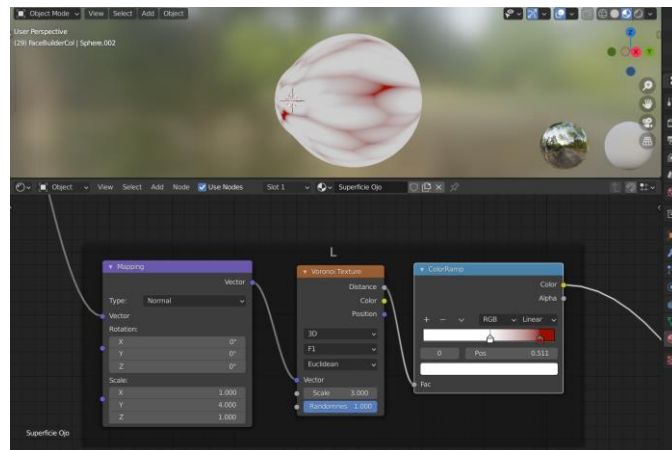 Object Mode View Select Add Object
User Perspective
(29) FaceBuilderCol | Sphere.002
Z
X
Y
Object View Select Add Node Use Nodes Slot 1 Superficie Ojo
L
Mapping
Vector
Type: Normal
Vector
Rotation:
X 0°
Y 0°
Z 0°
Scale:
X 1.000
Y 4.000
Z 1.000
Voronoi Texture
Distance
Color
Position
3D
F1
Euclidean
Vector
Scale 3.000
Randomnes 1.000
ColorRamp
Color
Alpha
+ − RGB Linear
0 Pos 0.511
Fac
Superficie Ojo